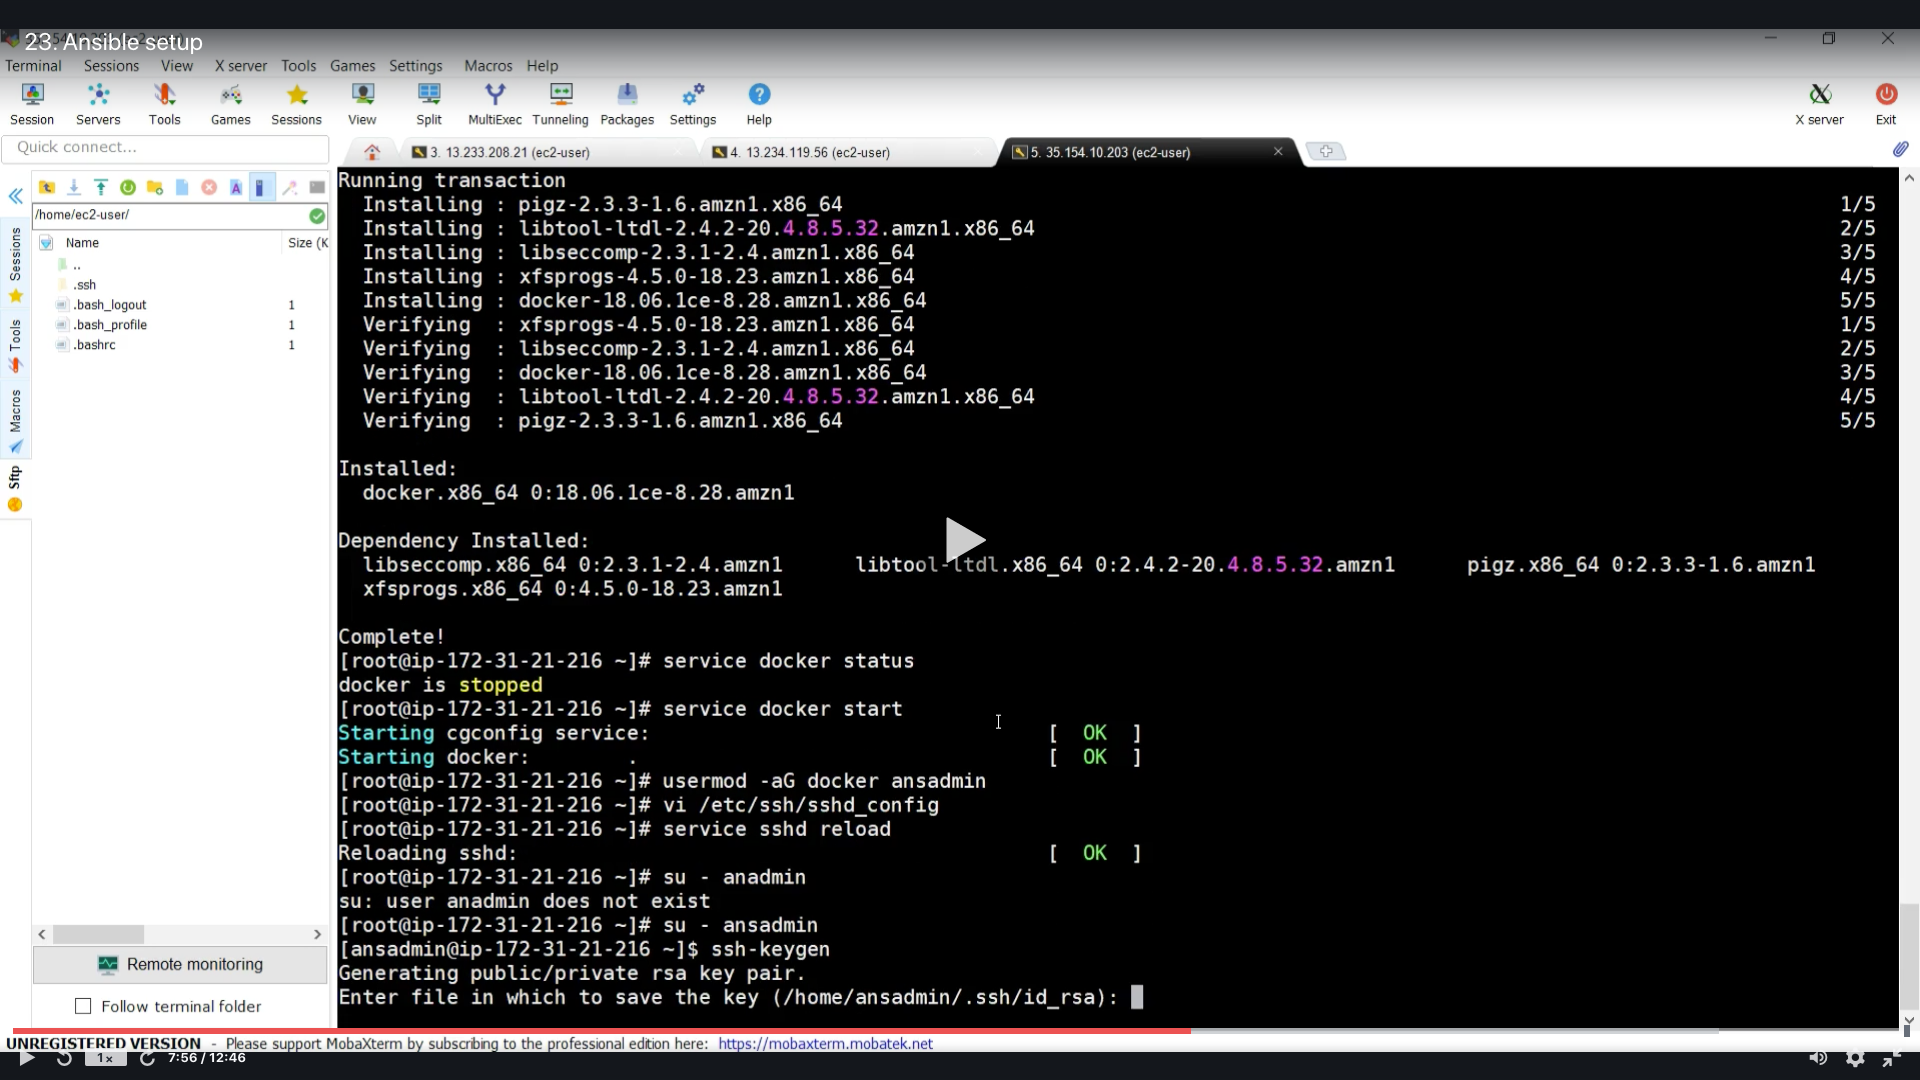 23. Ansible setup
Terminal Sessions View X server Tools Games Settings Macros Help
Session Servers Tools Games Sessions View Split MultiExec Tunneling Packages Settings Help X server Exit
Quick connect...
3. 13.233.208.21 (ec2-user) 4. 13.234.119.56 (ec2-user) 5. 35.154.10.203 (ec2-user)
/home/ec2-user/
Name Size (K
..
.ssh
.bash_logout 1
.bash_profile 1
.bashrc 1
Sessions
Tools
Macros
Sftp
Remote monitoring
Follow terminal folder
Running transaction
Installing : pigz-2.3.3-1.6.amzn1.x86_64 1/5
Installing : libtool-ltdl-2.4.2-20.4.8.5.32.amzn1.x86_64 2/5
Installing : libseccomp-2.3.1-2.4.amzn1.x86_64 3/5
Installing : xfsprogs-4.5.0-18.23.amzn1.x86_64 4/5
Installing : docker-18.06.1ce-8.28.amzn1.x86_64 5/5
Verifying : xfsprogs-4.5.0-18.23.amzn1.x86_64 1/5
Verifying : libseccomp-2.3.1-2.4.amzn1.x86_64 2/5
Verifying : docker-18.06.1ce-8.28.amzn1.x86_64 3/5
Verifying : libtool-ltdl-2.4.2-20.4.8.5.32.amzn1.x86_64 4/5
Verifying : pigz-2.3.3-1.6.amzn1.x86_64 5/5
Installed:
docker.x86_64 0:18.06.1ce-8.28.amzn1
Dependency Installed:
libseccomp.x86_64 0:2.3.1-2.4.amzn1 libtool-ltdl.x86_64 0:2.4.2-20.4.8.5.32.amzn1 pigz.x86_64 0:2.3.3-1.6.amzn1
xfsprogs.x86_64 0:4.5.0-18.23.amzn1
Complete!
[root@ip-172-31-21-216 ~]# service docker status
docker is stopped
[root@ip-172-31-21-216 ~]# service docker start
Starting cgconfig service: [ OK ]
Starting docker: . [ OK ]
[root@ip-172-31-21-216 ~]# usermod -aG docker ansadmin
[root@ip-172-31-21-216 ~]# vi /etc/ssh/sshd_config
[root@ip-172-31-21-216 ~]# service sshd reload
Reloading sshd: [ OK ]
[root@ip-172-31-21-216 ~]# su - anadmin
su: user anadmin does not exist
[root@ip-172-31-21-216 ~]# su - ansadmin
[ansadmin@ip-172-31-21-216 ~]$ ssh-keygen
Generating public/private rsa key pair.
Enter file in which to save the key (/home/ansadmin/.ssh/id_rsa):
UNREGISTERED VERSION - Please support MobaXterm by subscribing to the professional edition here: https://mobaxterm.mobatek.net
1x 7:56 / 12:46